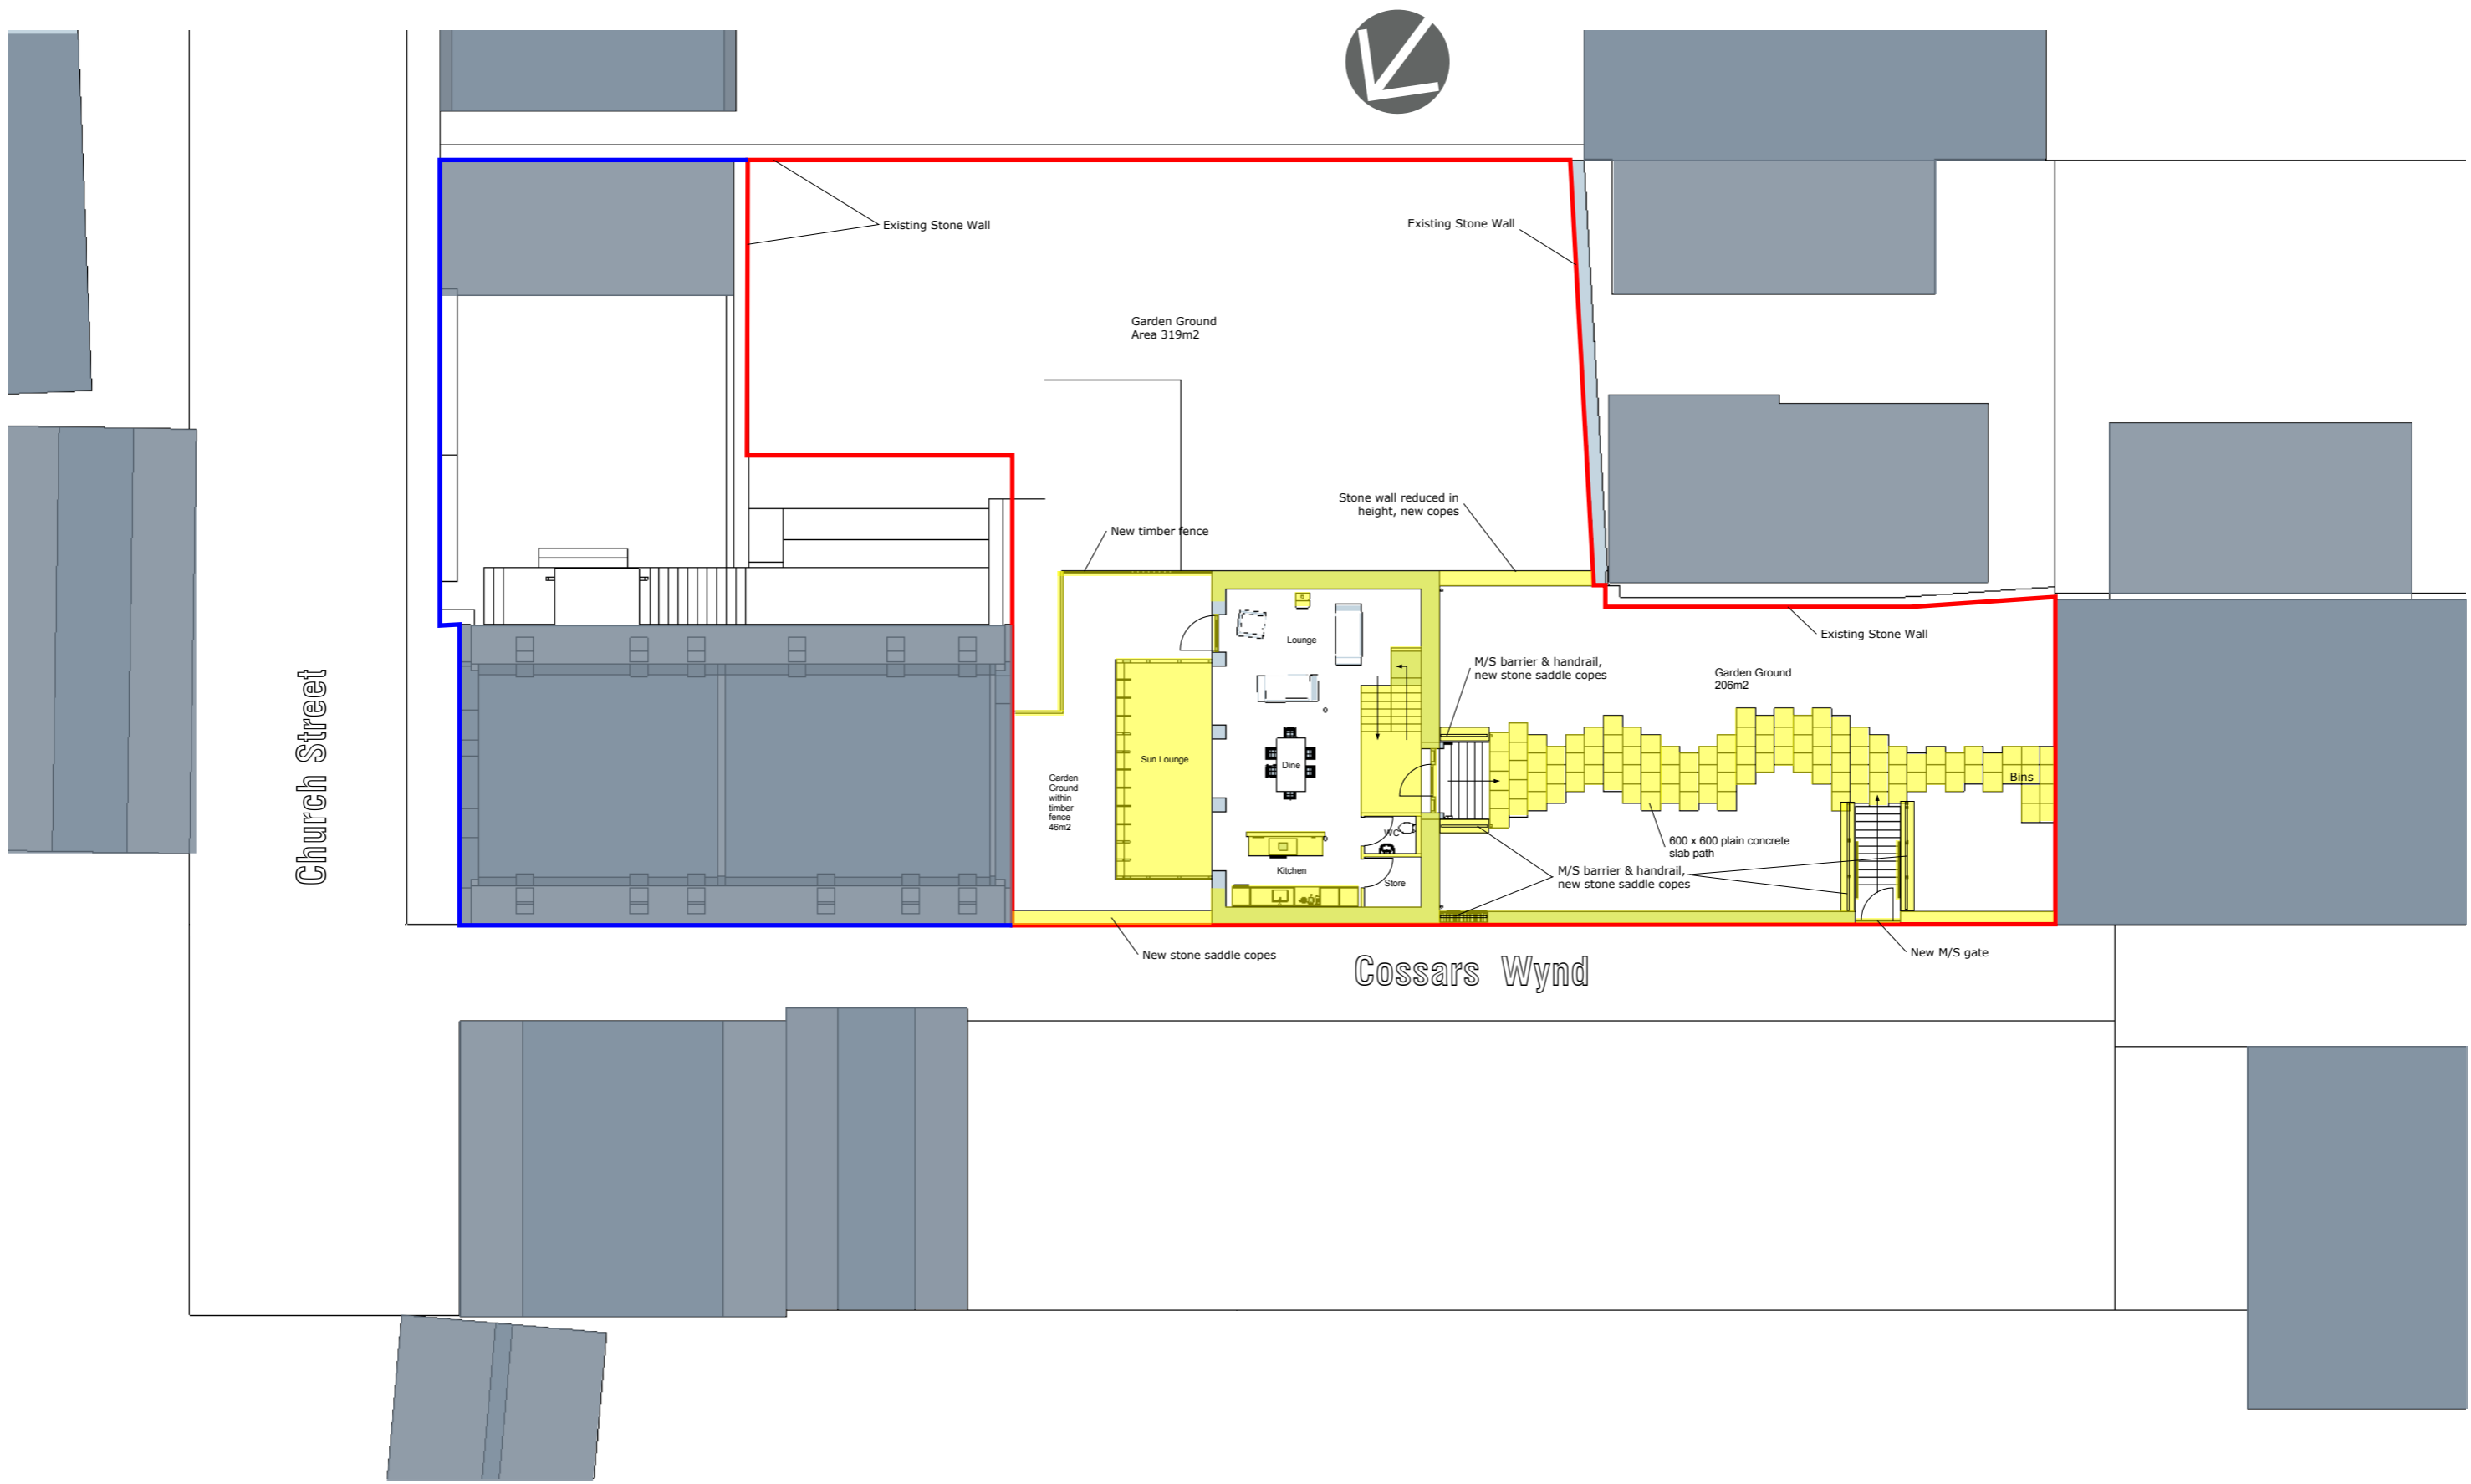 Existing Stone Wall
Existing Stone Wall
Garden Ground
Area 319m2
Stone wall reduced in
height, new copes
New timber fence
Existing Stone Wall
Lounge
M/S barrier & handrail,
new stone saddle copes
Garden Ground
206m2
Church Street
Sun Lounge
Dine
Garden
Ground
within
timber
fence
46m2
Bins
WC
600 x 600 plain concrete
slab path
Kitchen
Store
M/S barrier & handrail,
new stone saddle copes
New stone saddle copes
New M/S gate
Cossars Wynd